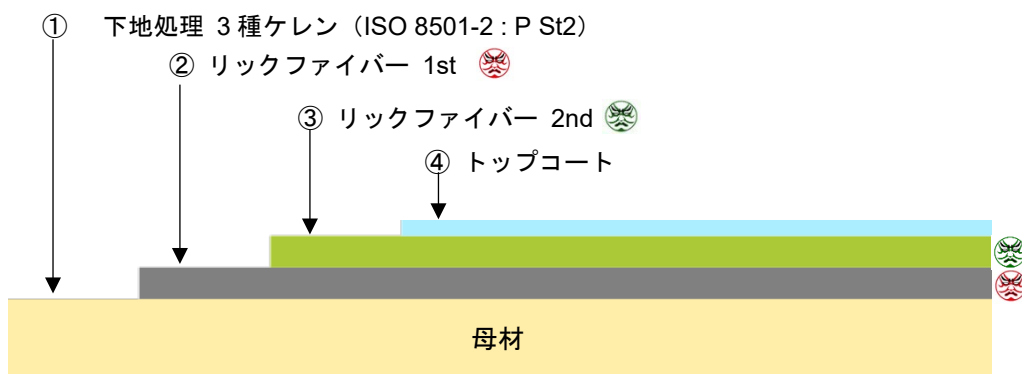 ① 下地処理 3種ケレン（ISO 8501-2 : P St2）
② リックファイバー 1st
③ リックファイバー 2nd
④ トップコート
母材